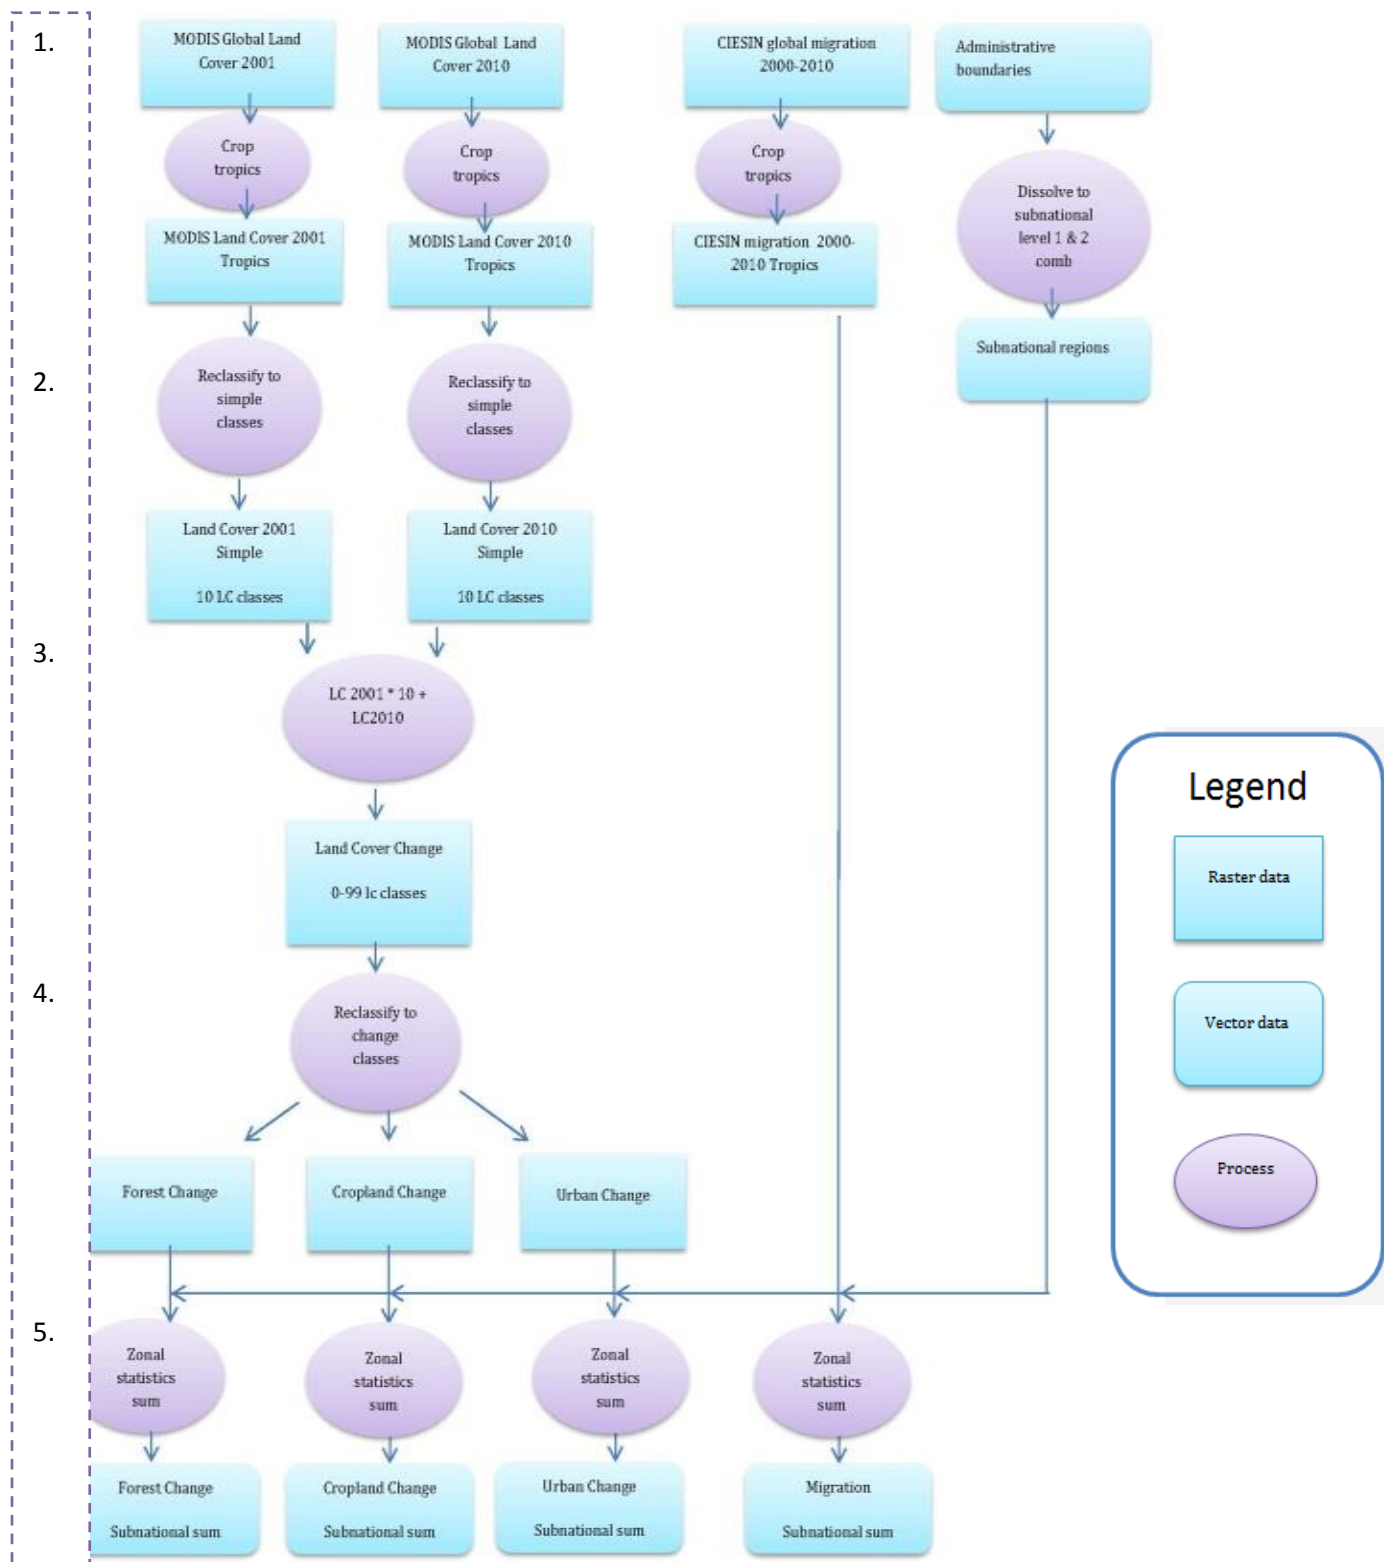 1.
MODIS Global Land
Cover 2001
MODIS Global Land
Cover 2010
CIESIN global migration
2000-2010
Administrative
boundaries
Crop
tropics
Crop
tropics
Crop
tropics
Dissolve to
subnational
level 1 & 2
comb
MODIS Land Cover 2001
Tropics
MODIS Land Cover 2010
Tropics
CIESIN migration 2000-
2010 Tropics
Subnational regions
2.
Reclassify to
simple
classes
Reclassify to
simple
classes
Land Cover 2001
Simple
10 LC classes
Land Cover 2010
Simple
10 LC classes
3.
LC 2001 * 10 +
LC2010
Land Cover Change
0-99 lc classes
4.
Reclassify to
change
classes
Forest Change
Cropland Change
Urban Change
5.
Zonal
statistics
sum
Zonal
statistics
sum
Zonal
statistics
sum
Zonal
statistics
sum
Forest Change
Subnational sum
Cropland Change
Subnational sum
Urban Change
Subnational sum
Migration
Subnational sum
Legend
Raster data
Vector data
Process